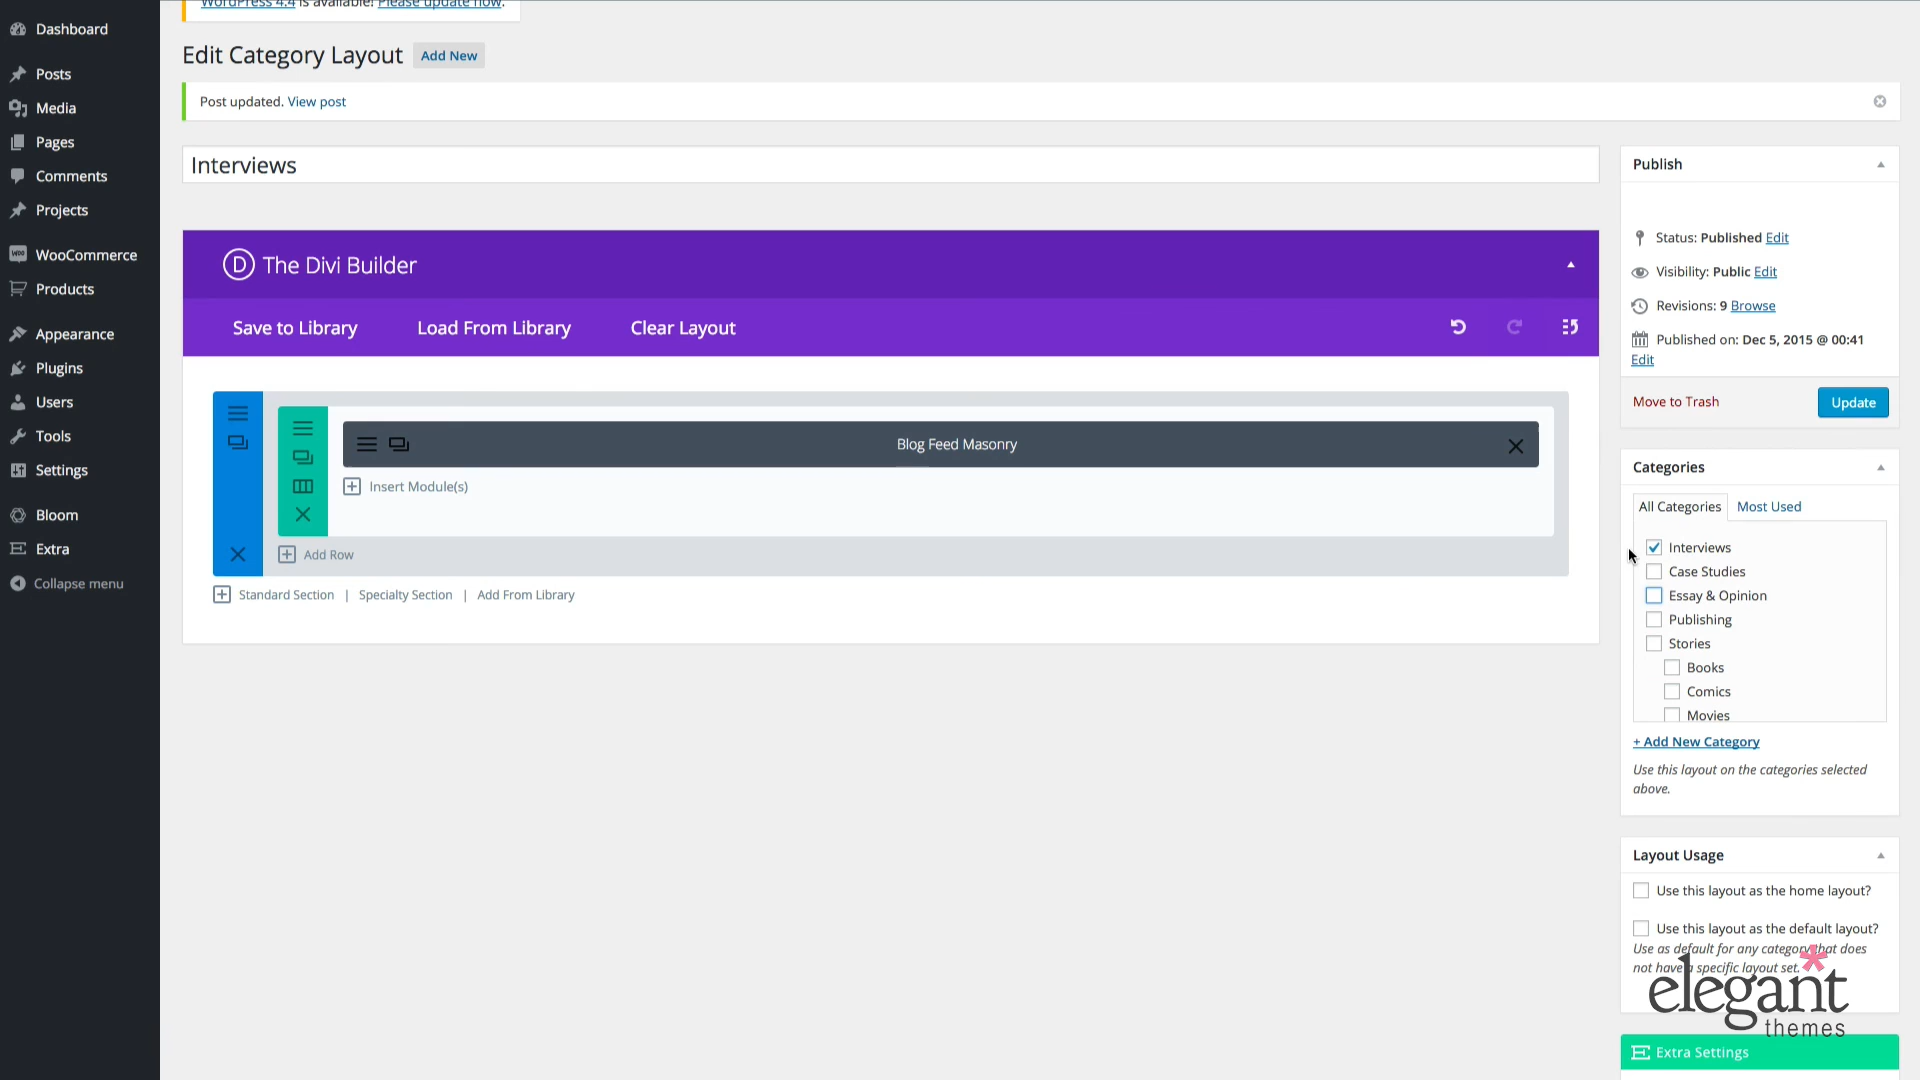 WordPress 4.4 is available! Please update now.
Dashboard
Posts
Media
Pages
Comments
Projects
WooCommerce
Products
Appearance
Plugins
Users
Tools
Settings
Bloom
Extra
Collapse menu
Edit Category Layout Add New
Post updated. View post
Interviews
D The Divi Builder
Save to Library Load From Library Clear Layout
Blog Feed Masonry
Insert Module(s)
Add Row
Standard Section | Specialty Section | Add From Library
Publish
Status: Published Edit
Visibility: Public Edit
Revisions: 9 Browse
Published on: Dec 5, 2015 @ 00:41
Edit
Move to Trash Update
Categories
All Categories Most Used
Interviews
Case Studies
Essay & Opinion
Publishing
Stories
Books
Comics
Movies
+ Add New Category
Use this layout on the categories selected
above.
Layout Usage
Use this layout as the home layout?
Use this layout as the default layout?
Use as default for any category that does
not have a specific layout set.
elegant
themes
Extra Settings